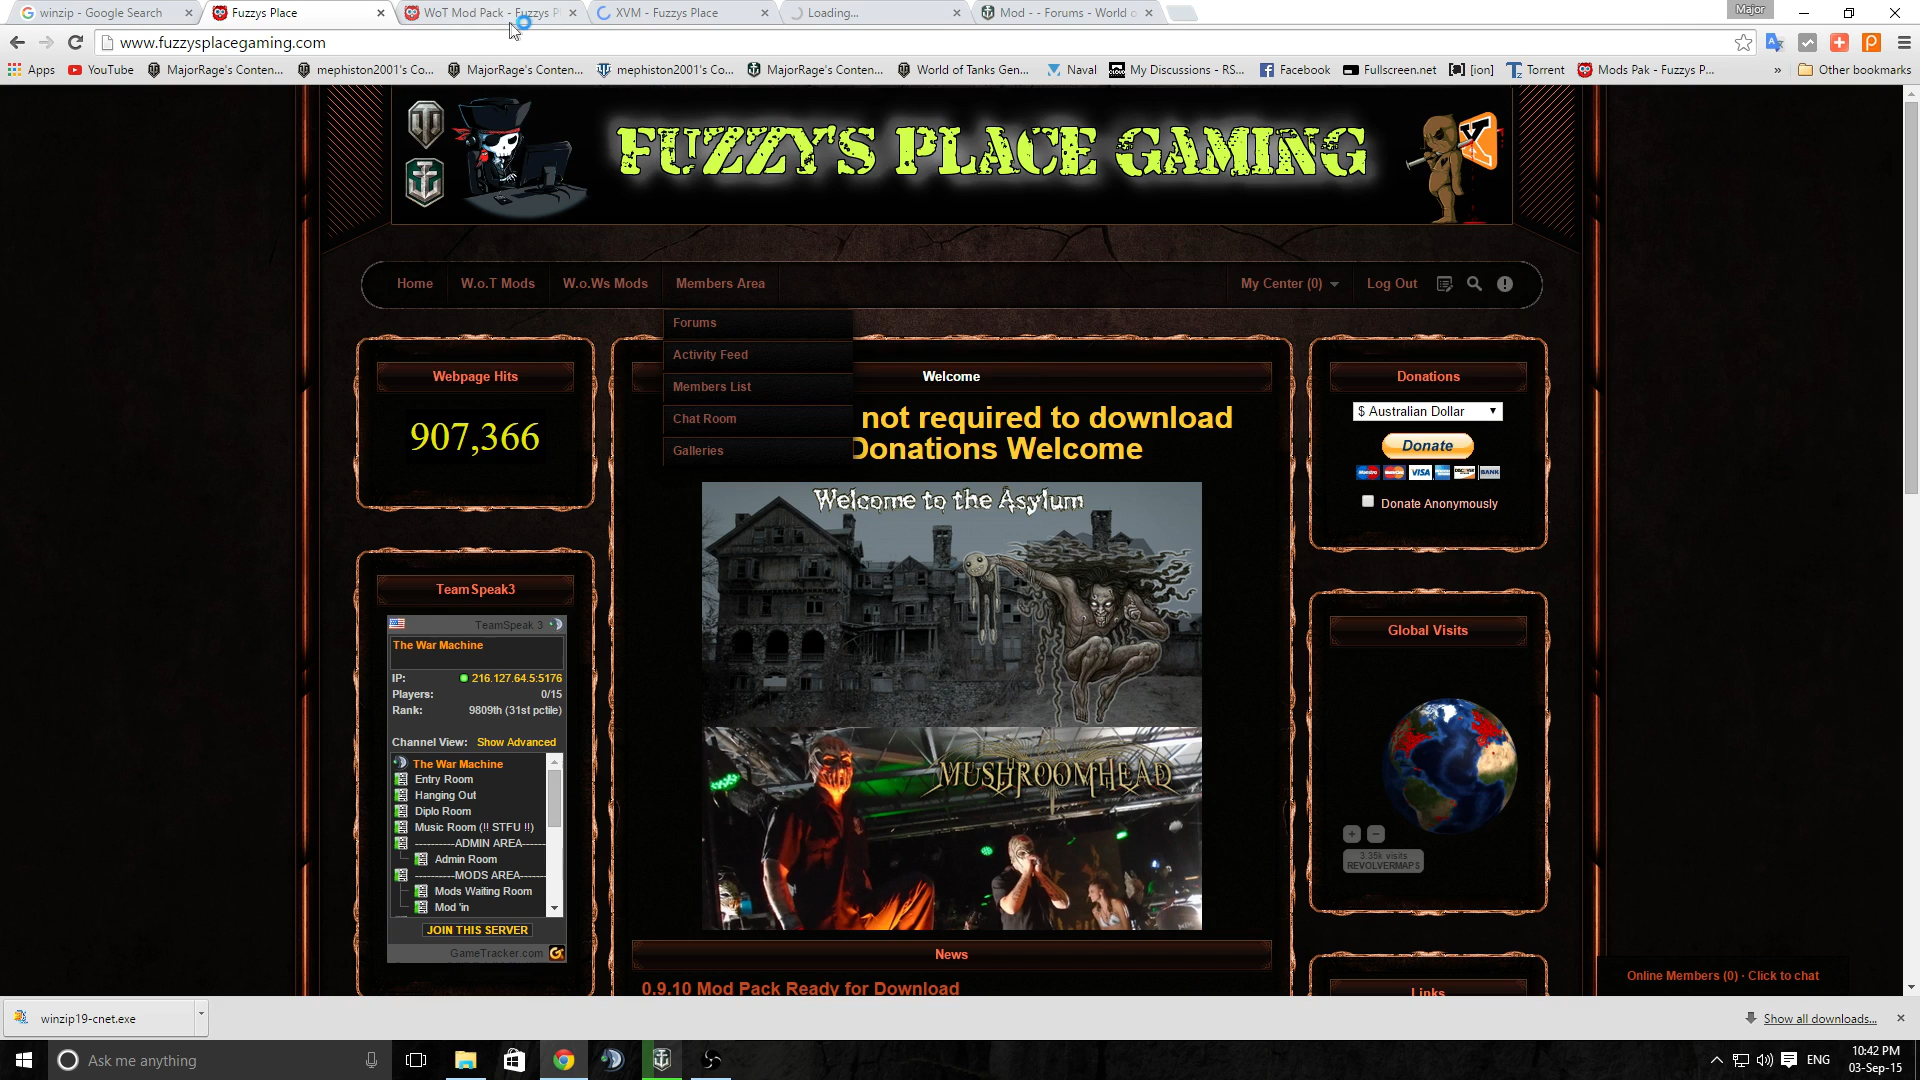 winzip - Google Search
Fuzzys Place
WoT Mod Pack - Fuzzys Pl
XVM - Fuzzys Place
Loading...
Mod - - Forums - World o
Major
www.fuzzysplacegaming.com
Apps
YouTube
MajorRage's Conten...
mephiston2001's Co...
MajorRage's Conten...
mephiston2001's Co...
MajorRage's Conten...
World of Tanks Gen...
Naval
My Discussions - RS...
Facebook
Fullscreen.net
[ion]
Torrent
Mods Pak - Fuzzys P...
»
Other bookmarks
FUZZY'S PLACE GAMING
Home
W.o.T Mods
W.o.Ws Mods
Members Area
My Center (0)
Log Out
Forums
Activity Feed
Members List
Chat Room
Galleries
Webpage Hits
907,366
Welcome
not required to download
Donations Welcome
Welcome to the Asylum
MUSHROOMHEAD
News
0.9.10 Mod Pack Ready for Download
TeamSpeak3
TeamSpeak 3
The War Machine
IP: 216.127.64.5:5176
Players: 0/15
Rank: 9809th (31st pctile)
Channel View: Show Advanced
The War Machine
Entry Room
Hanging Out
Diplo Room
Music Room (!! STFU !!)
----------ADMIN AREA------
Admin Room
----------MODS AREA-------
Mods Waiting Room
Mod 'in
JOIN THIS SERVER
GameTracker.com
Donations
$ Australian Dollar
Donate
VISA
BANK
Donate Anonymously
Global Visits
+
−
3.35k visits
REVOLVERMAPS
Links
Online Members (0) · Click to chat
winzip19-cnet.exe
Show all downloads...
Ask me anything
ENG
10:42 PM
03-Sep-15